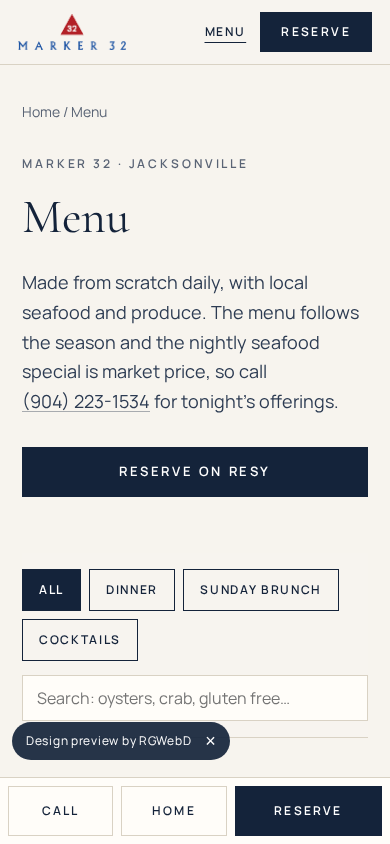 32
MARKER 32
MENU
RESERVE
Home / Menu
MARKER 32 · JACKSONVILLE
Menu
Made from scratch daily, with local
seafood and produce. The menu follows
the season and the nightly seafood
special is market price, so call
(904) 223-1534 for tonight's offerings.
RESERVE ON RESY
ALL
DINNER
SUNDAY BRUNCH
COCKTAILS
Search: oysters, crab, gluten free…
Design preview by RGWebD ✕
CALL
HOME
RESERVE